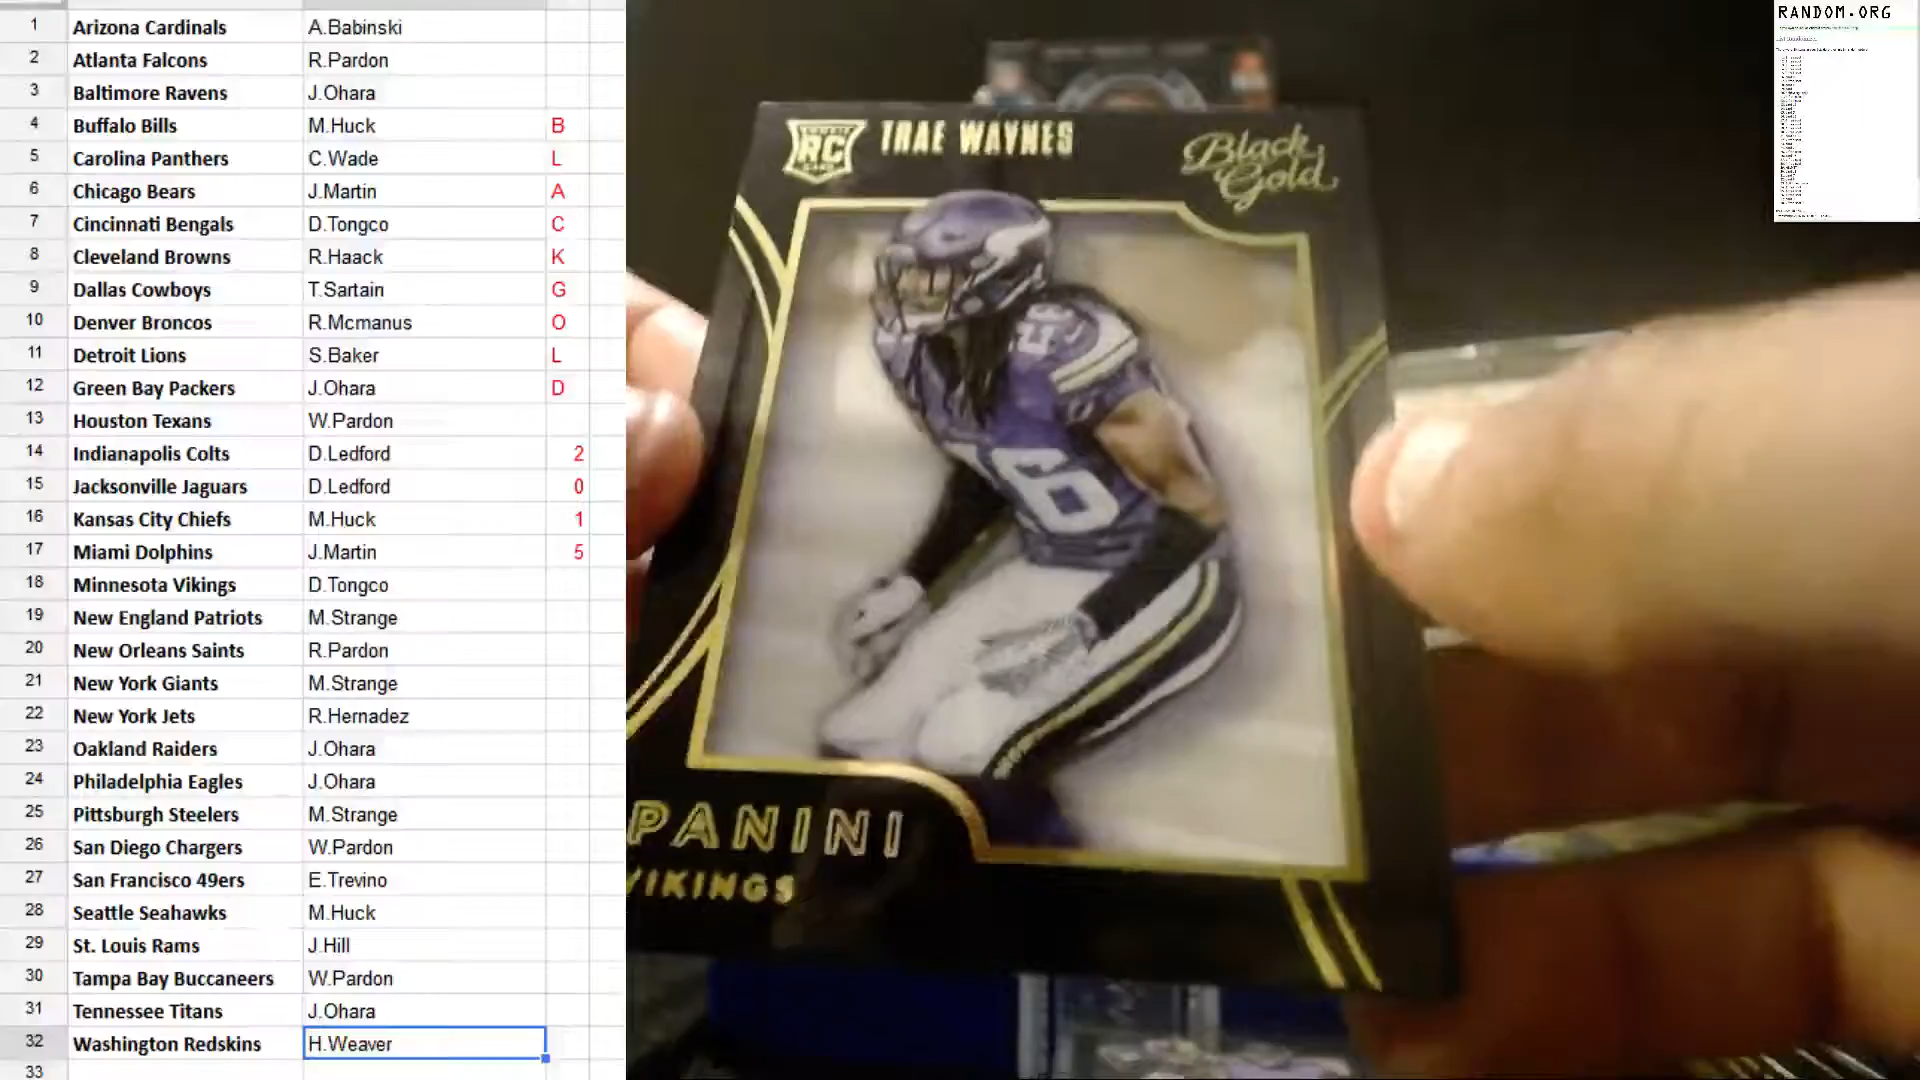 1 Arizona Cardinals A.Babinski
2 Atlanta Falcons R.Pardon
3 Baltimore Ravens J.Ohara
4 Buffalo Bills M.Huck B
5 Carolina Panthers C.Wade L
6 Chicago Bears J.Martin A
7 Cincinnati Bengals D.Tongco C
8 Cleveland Browns R.Haack K
9 Dallas Cowboys T.Sartain G
10 Denver Broncos R.Mcmanus O
11 Detroit Lions S.Baker L
12 Green Bay Packers J.Ohara D
13 Houston Texans W.Pardon
14 Indianapolis Colts D.Ledford 2
15 Jacksonville Jaguars D.Ledford 0
16 Kansas City Chiefs M.Huck 1
17 Miami Dolphins J.Martin 5
18 Minnesota Vikings D.Tongco
19 New England Patriots M.Strange
20 New Orleans Saints R.Pardon
21 New York Giants M.Strange
22 New York Jets R.Hernadez
23 Oakland Raiders J.Ohara
24 Philadelphia Eagles J.Ohara
25 Pittsburgh Steelers M.Strange
26 San Diego Chargers W.Pardon
27 San Francisco 49ers E.Trevino
28 Seattle Seahawks M.Huck
29 St. Louis Rams J.Hill
30 Tampa Bay Buccaneers W.Pardon
31 Tennessee Titans J.Ohara
32 Washington Redskins H.Weaver
33
RC
TRAE WAYNES
Black Gold
26
PANINI
VIKINGS
RANDOM.ORG